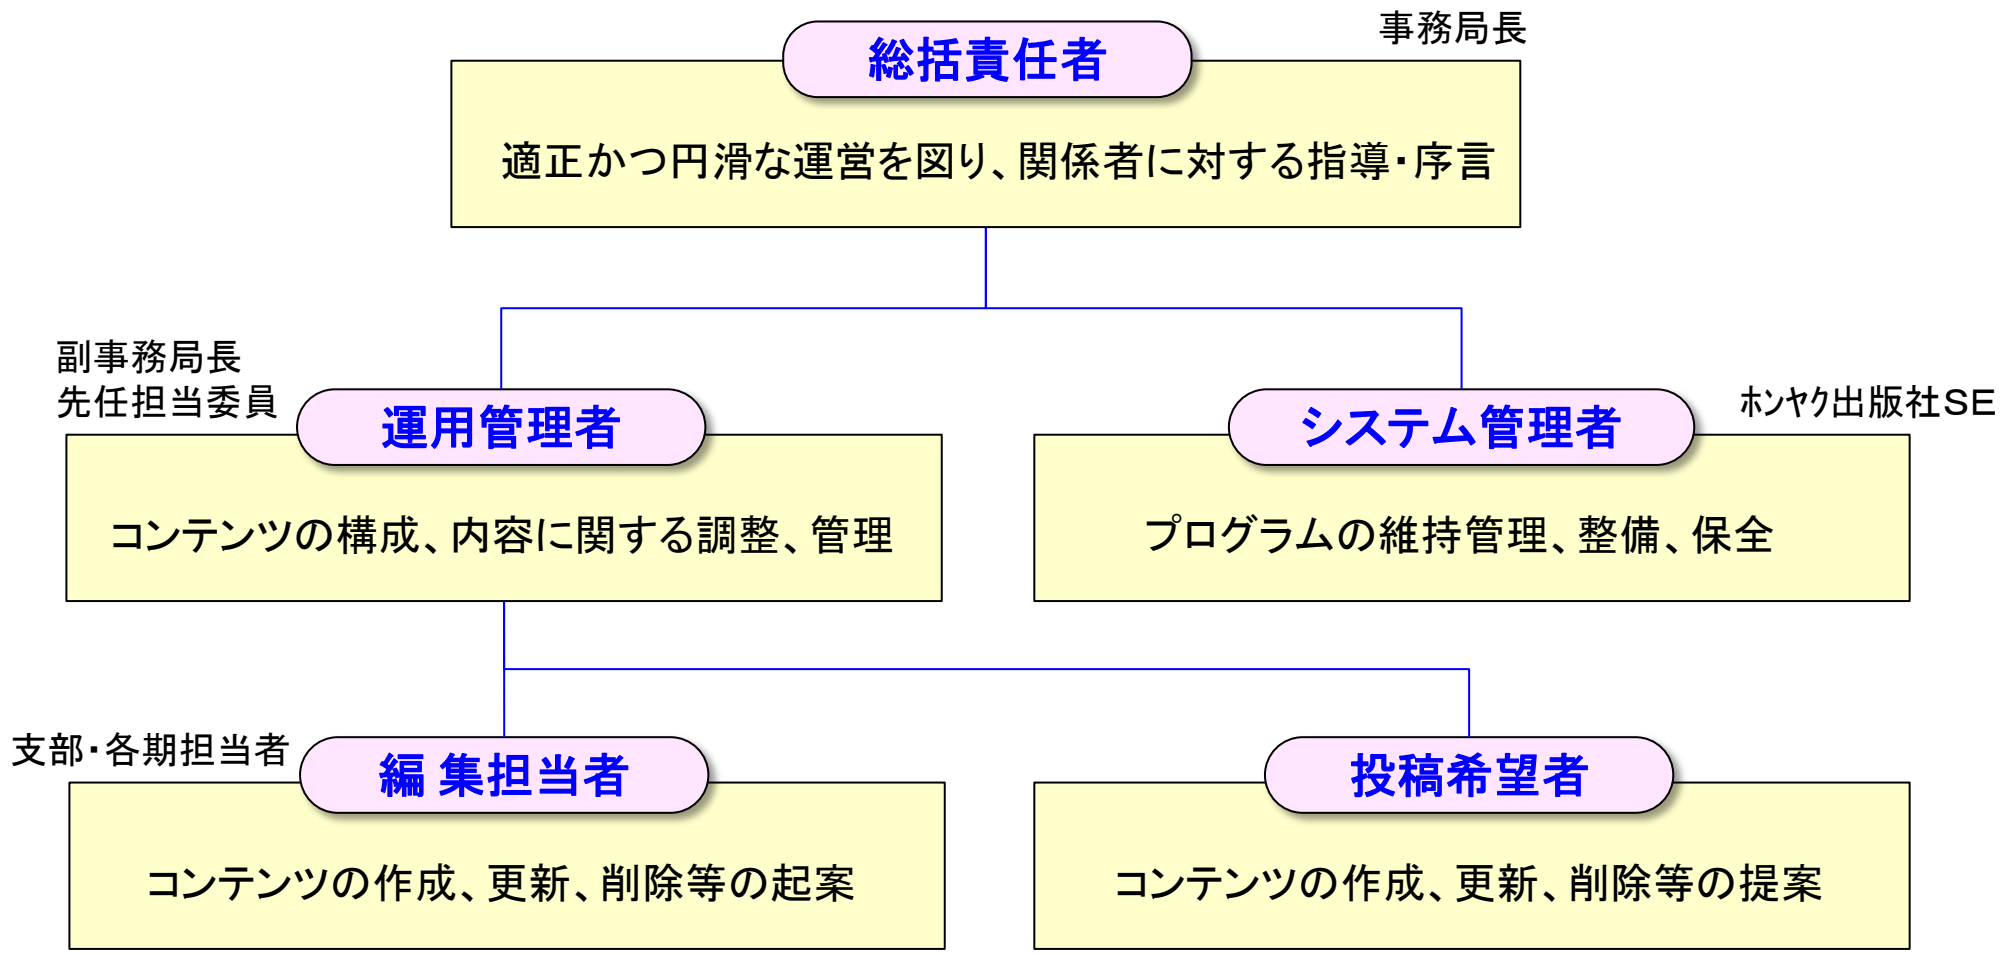 事務局長
総括責任者
適正かつ円滑な運営を図り、関係者に対する指導・序言
副事務局長
先任担当委員
運用管理者
コンテンツの構成、内容に関する調整、管理
ホンヤク出版社SE
システム管理者
プログラムの維持管理、整備、保全
支部・各期担当者
編 集担当者
コンテンツの作成、更新、削除等の起案
投稿希望者
コンテンツの作成、更新、削除等の提案